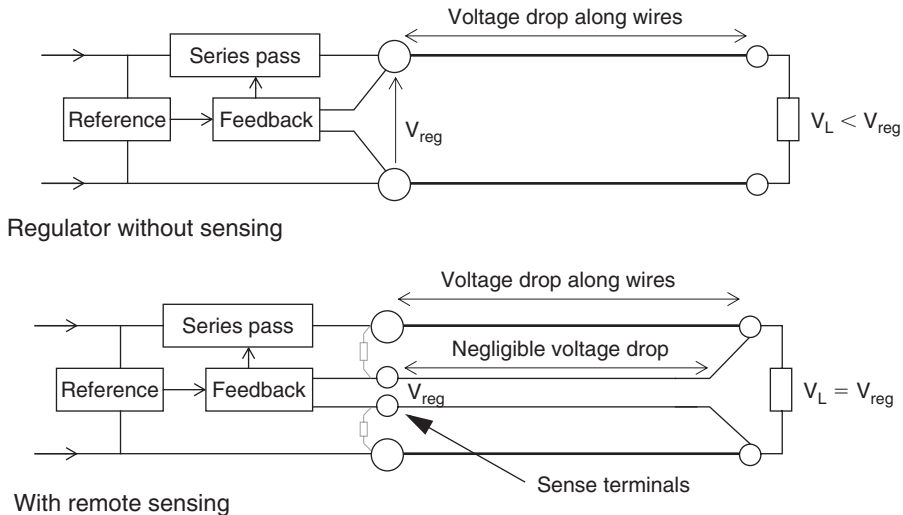 Voltage drop along wires
Series pass
Reference
Feedback
V_reg
V_L < V_reg
Regulator without sensing
Voltage drop along wires
Series pass
Negligible voltage drop
Reference
Feedback
V_reg
V_L = V_reg
Sense terminals
With remote sensing